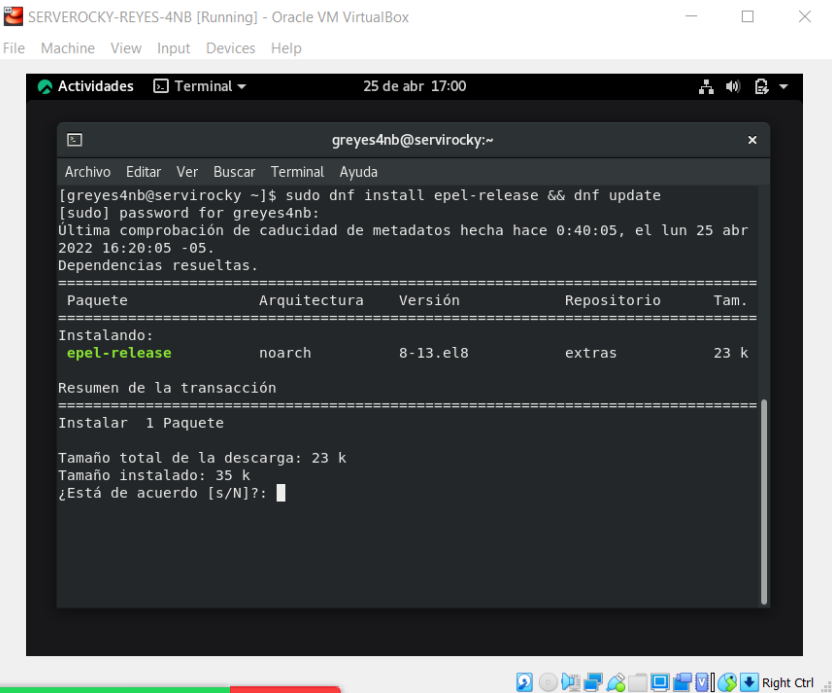 SERVEROCKY-REYES-4NB [Running] - Oracle VM VirtualBox
File Machine View Input Devices Help
Actividades Terminal 25 de abr 17:00
greyes4nb@servirocky:~
Archivo Editar Ver Buscar Terminal Ayuda
[greyes4nb@servirocky ~]$ sudo dnf install epel-release && dnf update
[sudo] password for greyes4nb:
Última comprobación de caducidad de metadatos hecha hace 0:40:05, el lun 25 abr
2022 16:20:05 -05.
Dependencias resueltas.
================================================================================
Paquete Arquitectura Versión Repositorio Tam.
================================================================================
Instalando:
epel-release noarch 8-13.el8 extras 23 k
Resumen de la transacción
================================================================================
Instalar 1 Paquete
Tamaño total de la descarga: 23 k
Tamaño instalado: 35 k
¿Está de acuerdo [s/N]?:
Right Ctrl